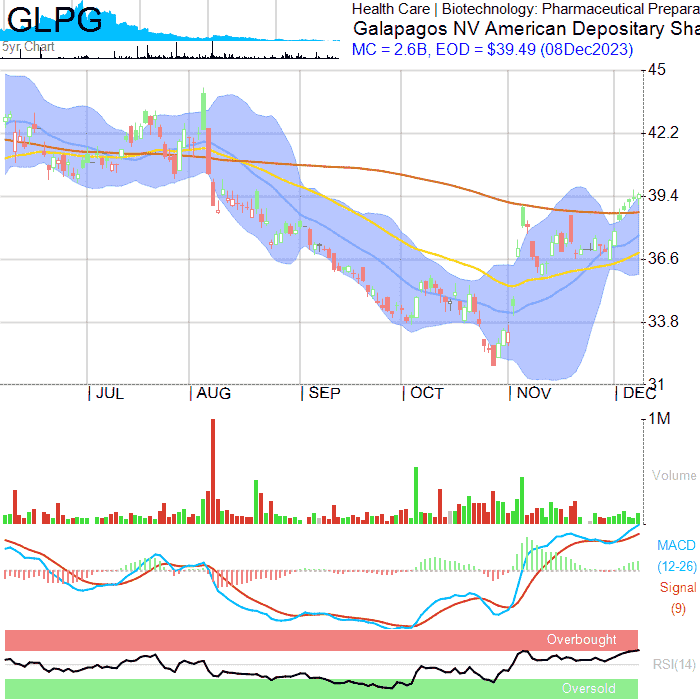 GLPG
5yr. Chart
Health Care | Biotechnology: Pharmaceutical Prepara
Galapagos NV American Depositary Sha
MC = 2.6B, EOD = $39.49 (08Dec2023)
45
42.2
39.4
36.6
33.8
31
JUL AUG SEP OCT NOV DEC
1M
Volume
MACD
(12-26)
Signal
(9)
Overbought
RSI(14)
Oversold